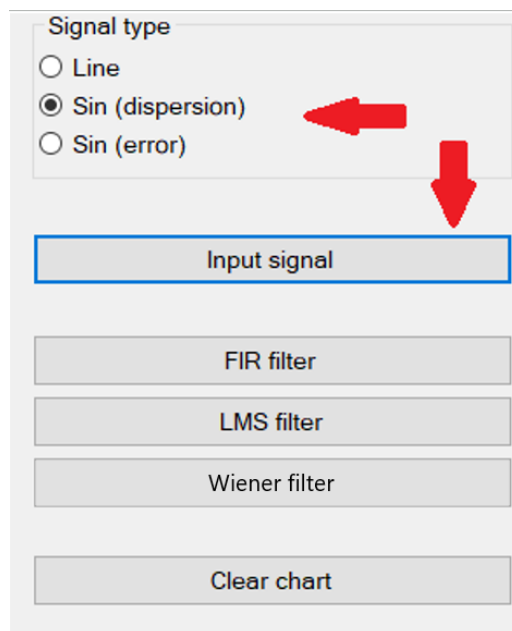 Signal type
Line
Sin (dispersion)
Sin (error)
Input signal
FIR filter
LMS filter
Wiener filter
Clear chart